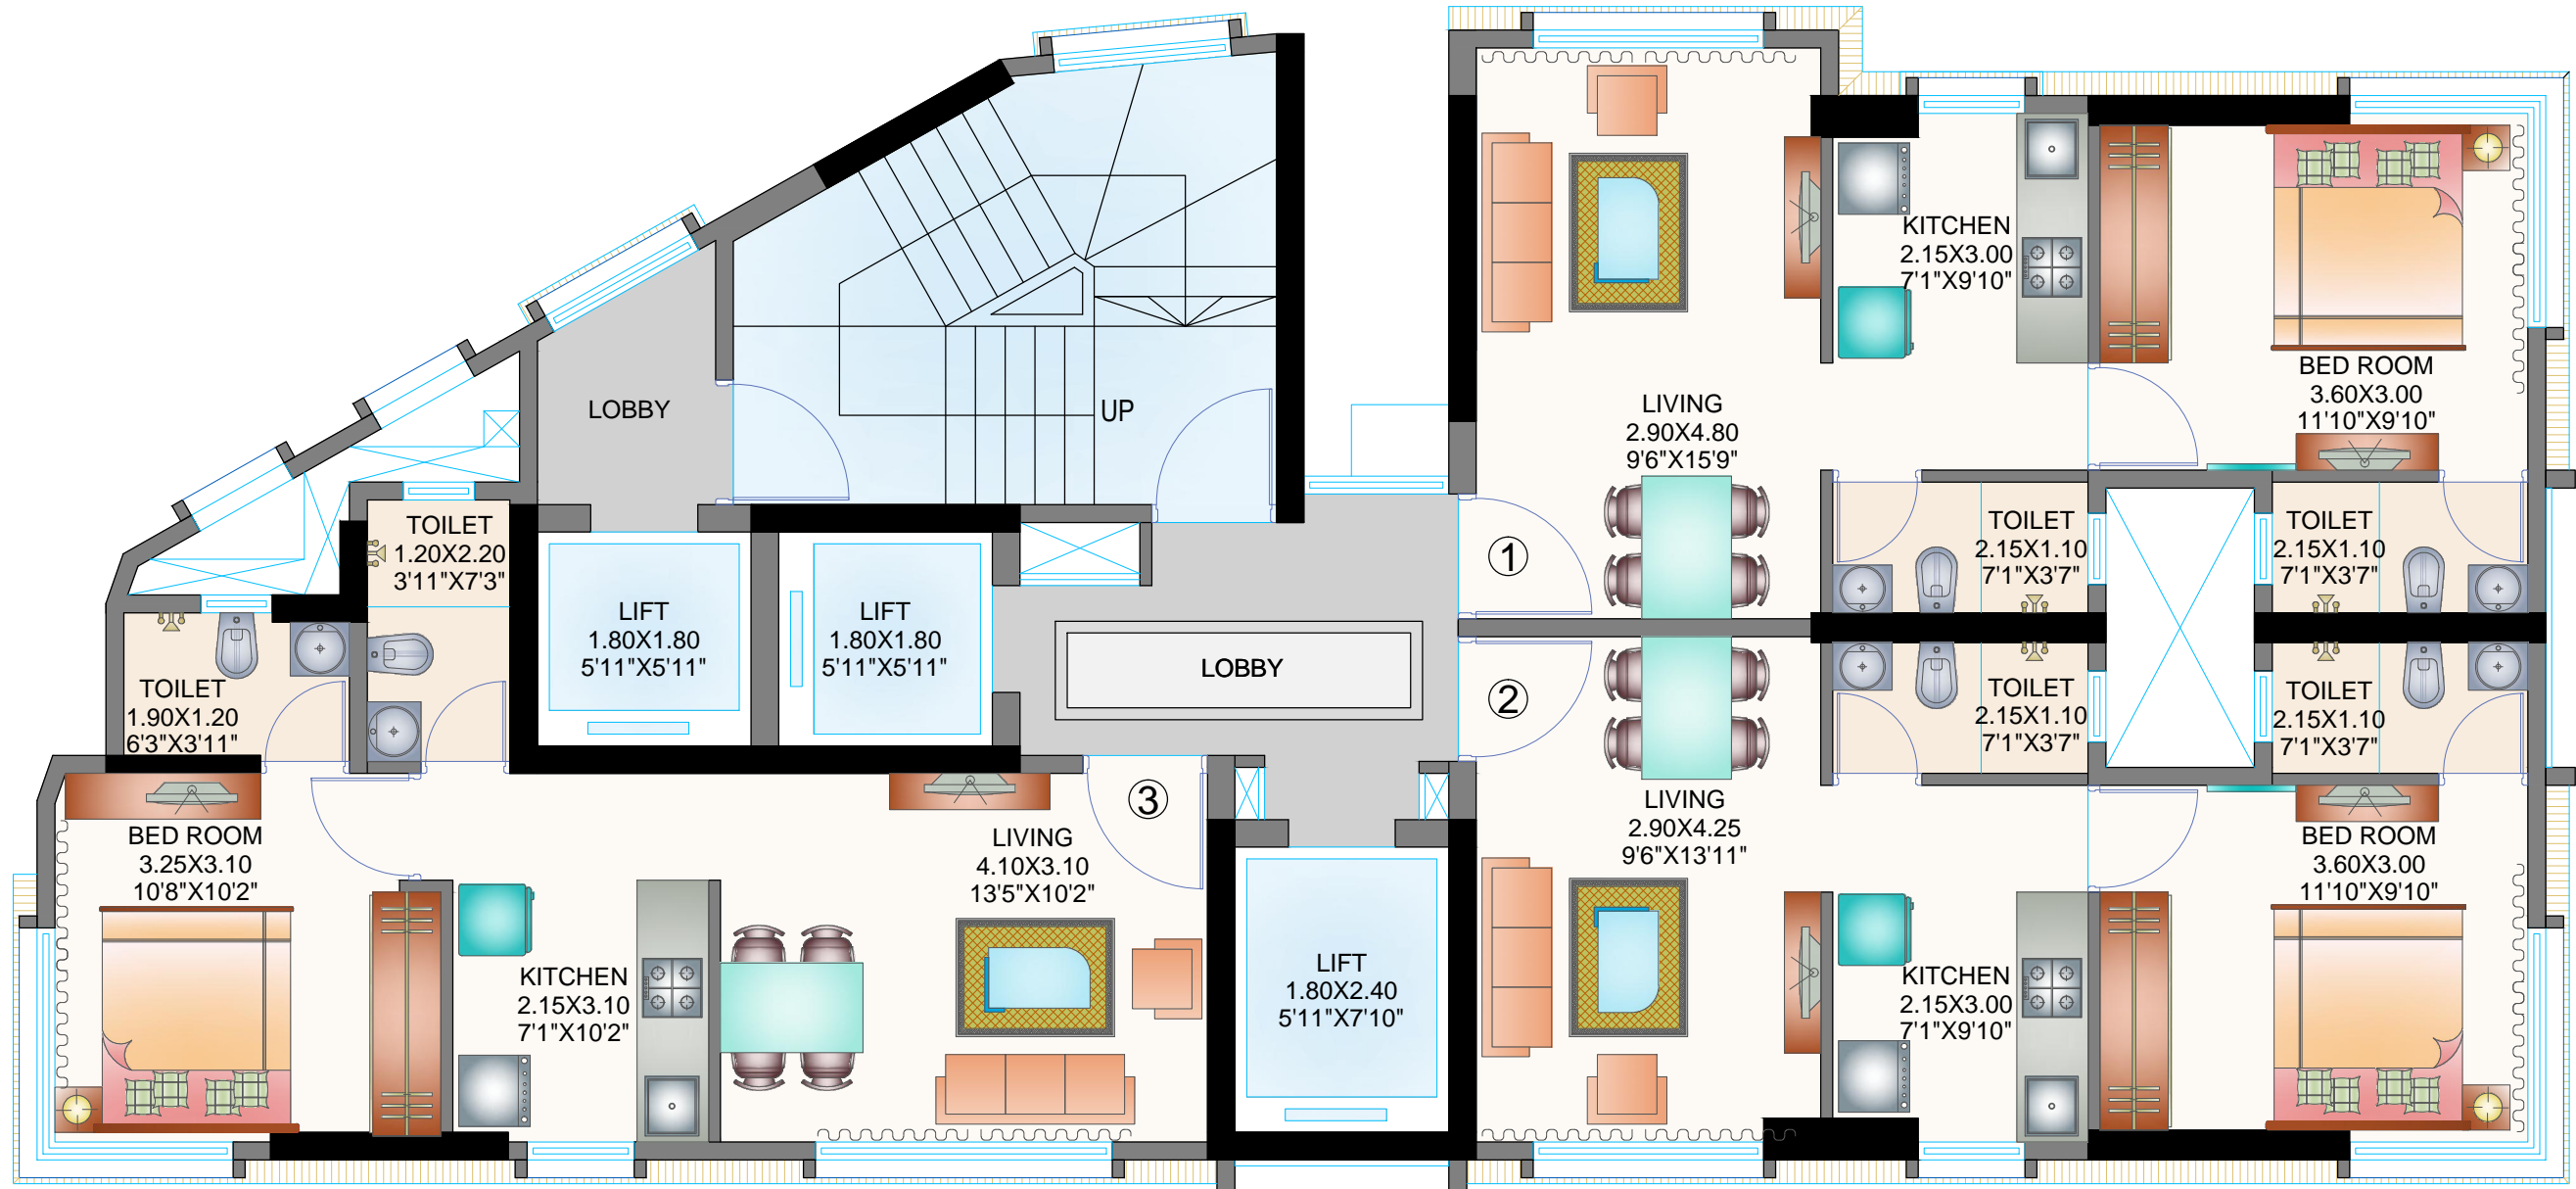 KITCHEN
2.15X3.00
7'1"X9'10"
BED ROOM
3.60X3.00
11'10"X9'10"
LOBBY
UP
LIVING
2.90X4.80
9'6"X15'9"
TOILET
1.20X2.20
3'11"X7'3"
1
TOILET
2.15X1.10
7'1"X3'7"
TOILET
2.15X1.10
7'1"X3'7"
LIFT
1.80X1.80
5'11"X5'11"
LIFT
1.80X1.80
5'11"X5'11"
LOBBY
TOILET
1.90X1.20
6'3"X3'11"
2
TOILET
2.15X1.10
7'1"X3'7"
TOILET
2.15X1.10
7'1"X3'7"
3
BED ROOM
3.25X3.10
10'8"X10'2"
LIVING
4.10X3.10
13'5"X10'2"
LIVING
2.90X4.25
9'6"X13'11"
BED ROOM
3.60X3.00
11'10"X9'10"
KITCHEN
2.15X3.10
7'1"X10'2"
LIFT
1.80X2.40
5'11"X7'10"
KITCHEN
2.15X3.00
7'1"X9'10"